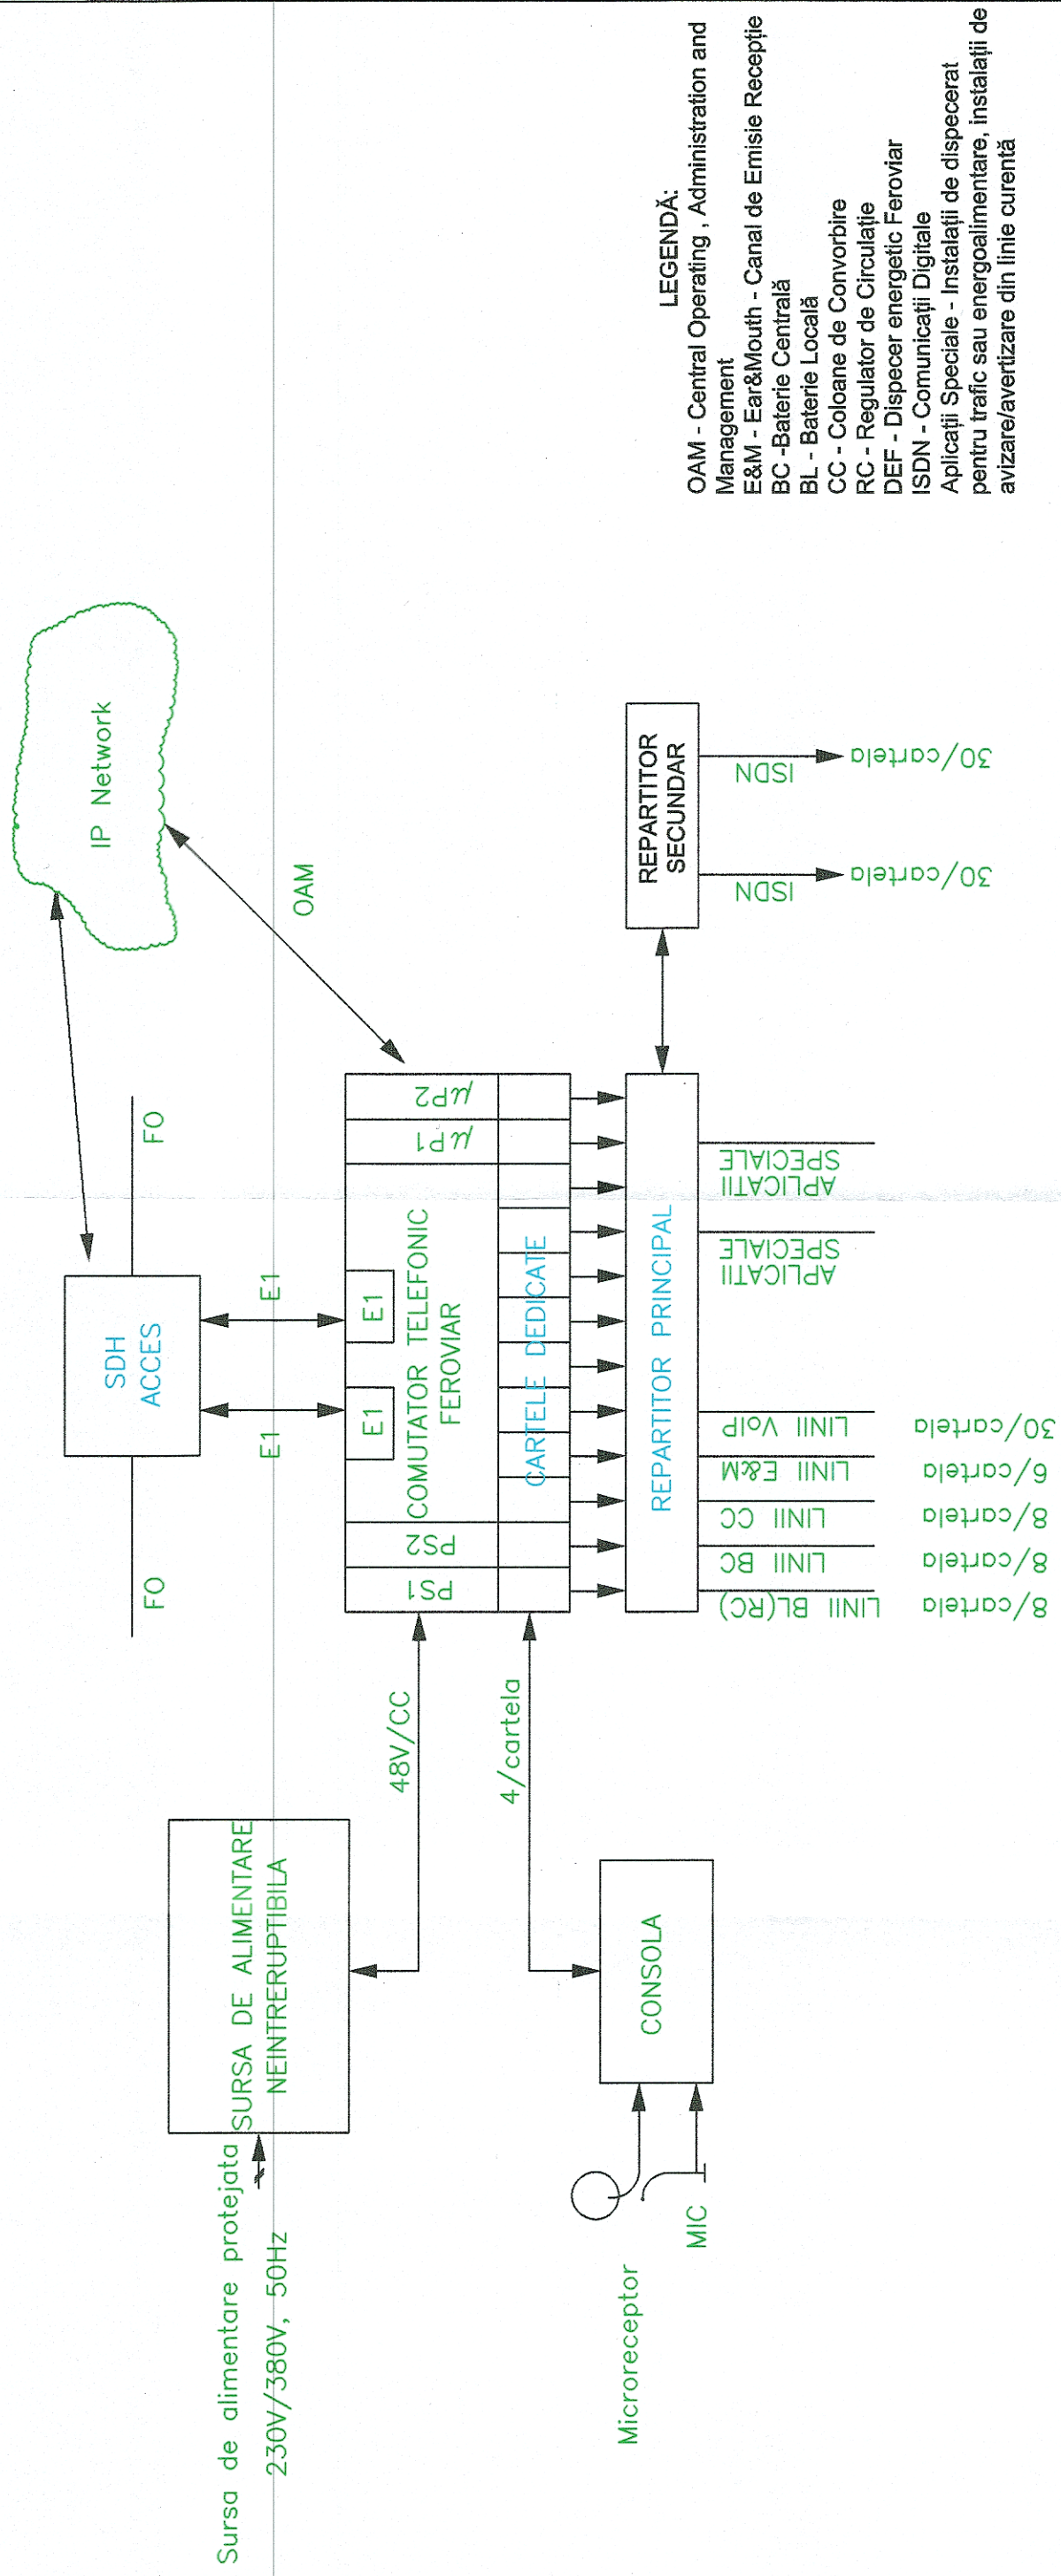 IP Network
OAM
FO
FO
SDH
ACCES
E1
E1
E1
E1
COMUTATOR TELEFONIC
FEROVIAR
PS1
PS2
μP1
μP2
CARTELE DEDICATE
REPARTITOR PRINCIPAL
REPARTITOR
SECUNDAR
ISDN
ISDN
30/cartela
30/cartela
LINII BL(RC)
LINII BC
LINII CC
LINII E&M
LINII VoIP
APLICATII
SPECIALE
APLICATII
SPECIALE
8/cartela
8/cartela
8/cartela
6/cartela
30/cartela
Sursa de alimentare protejata
230V/380V, 50Hz
SURSA DE ALIMENTARE
NEINTRERUPTIBILA
48V/CC
4/cartela
CONSOLA
Microreceptor
MIC
LEGENDĂ:
OAM - Central Operating , Administration and
Management
E&M - Ear&Mouth - Canal de Emisie Recepție
BC -Baterie Centrală
BL - Baterie Locală
CC - Coloane de Convorbire
RC - Regulator de Circulație
DEF - Dispecer energetic Feroviar
ISDN - Comunicații Digitale
Aplicații Speciale - Instalații de dispecerat
pentru trafic sau energoalimentare, instalații de
avizare/avertizare din linie curentă